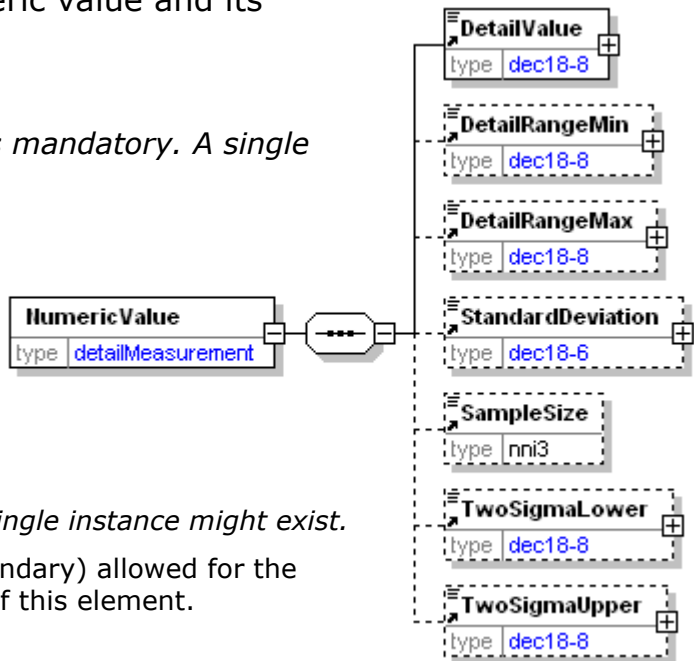 eric value and its
s mandatory. A single
DetailValue
type dec18-8
DetailRangeMin
type dec18-8
DetailRangeMax
type dec18-8
NumericValue
type detailMeasurement
StandardDeviation
type dec18-6
SampleSize
type nni3
ingle instance might exist.
TwoSigmaLower
type dec18-8
ndary) allowed for the
f this element.
TwoSigmaUpper
type dec18-8